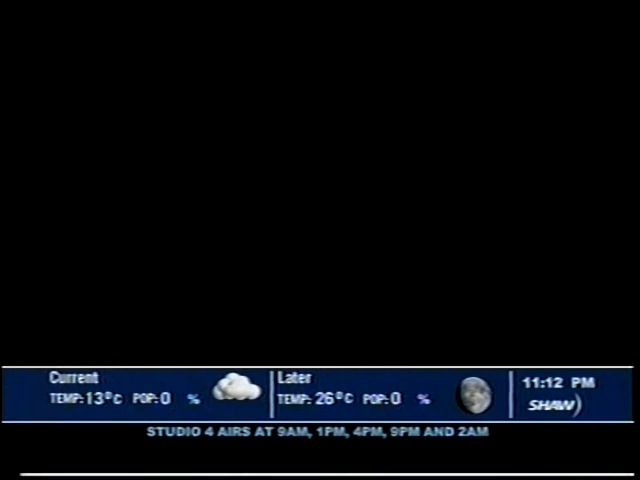 Current
TEMP:13°C POP:0 %
Later
TEMP:26°C POP:0 %
11:12 PM
SHAW)
STUDIO 4 AIRS AT 9AM, 1PM, 4PM, 9PM AND 2AM